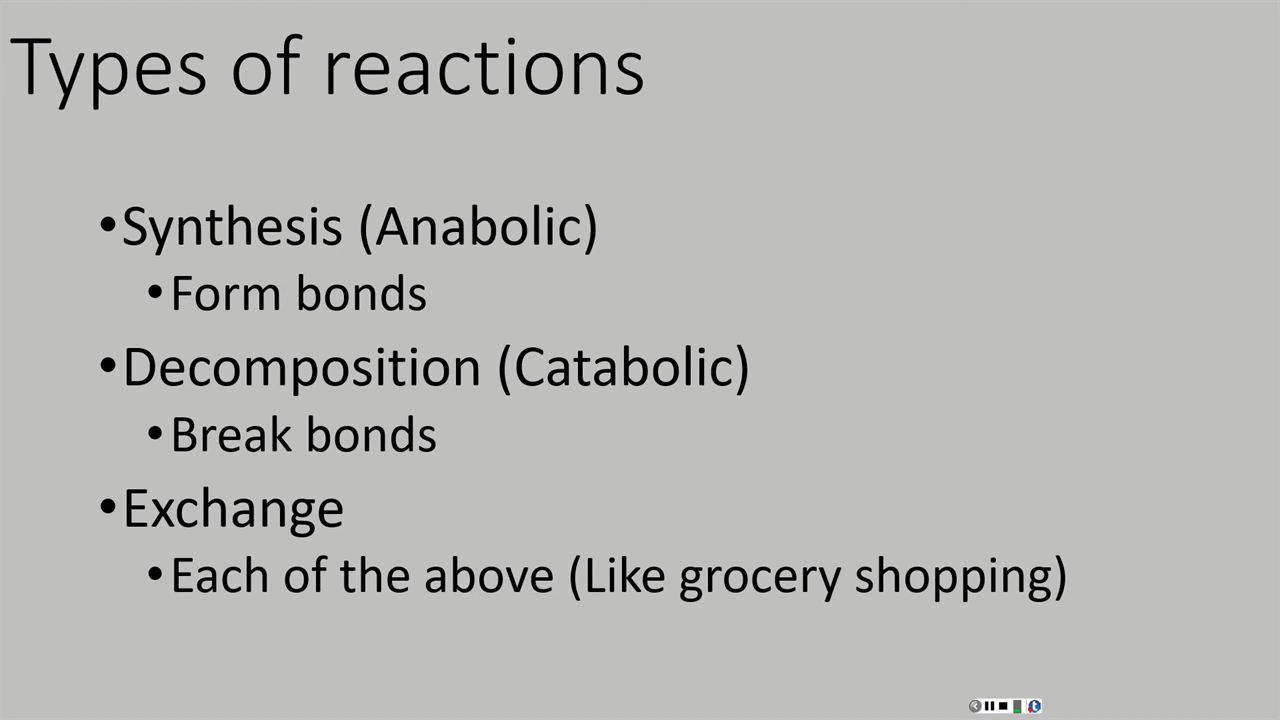 Types of reactions
•Synthesis (Anabolic)
•Form bonds
•Decomposition (Catabolic)
•Break bonds
•Exchange
•Each of the above (Like grocery shopping)